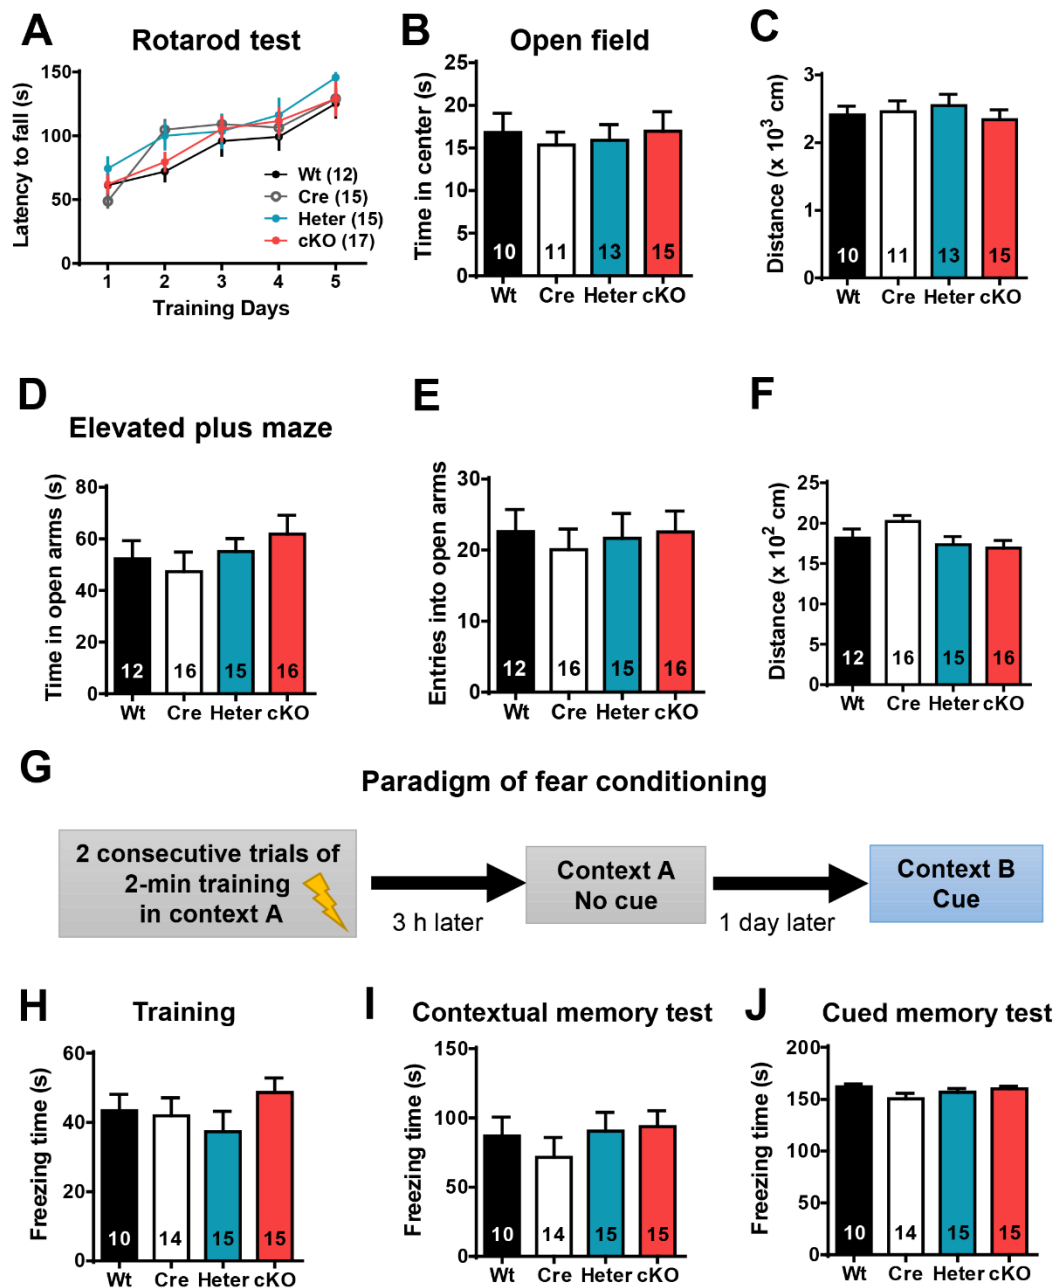 A
Rotarod test
Latency to fall (s)
150
100
50
0
Wt (12)
Cre (15)
Heter (15)
cKO (17)
1 2 3 4 5
Training Days
B
Open field
Time in center (s)
25
20
15
10
5
0
10 11 13 15
Wt Cre Heter cKO
C
Distance (x 10³ cm)
3
2
1
0
10 11 13 15
Wt Cre Heter cKO
D
Elevated plus maze
Time in open arms (s)
80
60
40
20
0
12 16 15 16
Wt Cre Heter cKO
E
Entries into open arms
30
20
10
0
12 16 15 16
Wt Cre Heter cKO
F
Distance (x 10² cm)
25
20
15
10
5
0
12 16 15 16
Wt Cre Heter cKO
G
Paradigm of fear conditioning
2 consecutive trials of
2-min training
in context A
3 h later
Context A
No cue
1 day later
Context B
Cue
H
Training
Freezing time (s)
60
40
20
0
10 14 15 15
Wt Cre Heter cKO
I
Contextual memory test
Freezing time (s)
150
100
50
0
10 14 15 15
Wt Cre Heter cKO
J
Cued memory test
Freezing time (s)
200
150
100
50
0
10 14 15 15
Wt Cre Heter cKO